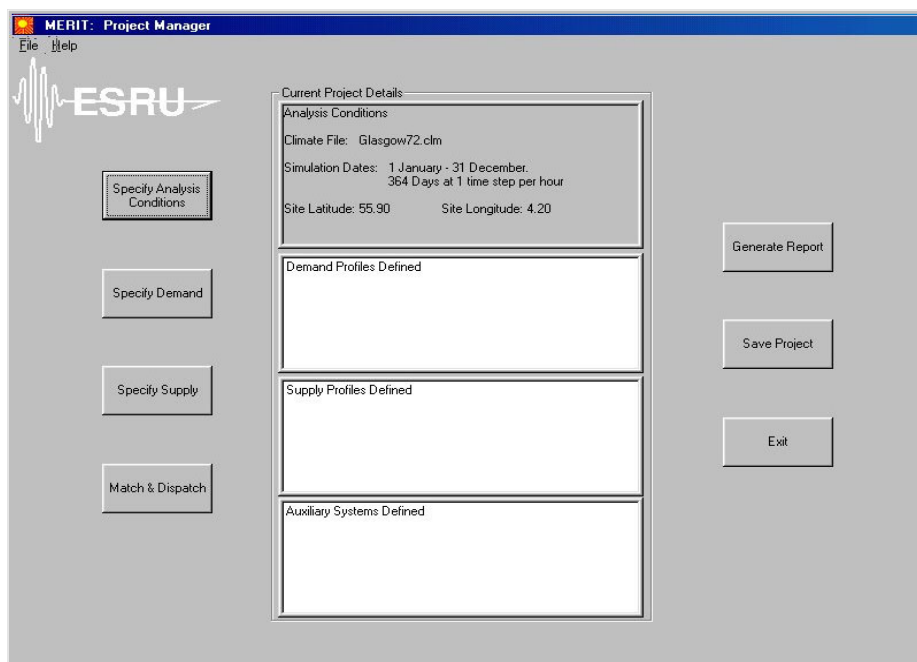 MERIT: Project Manager
File Help
ESRU
Current Project Details
Analysis Conditions
Climate File: Glasgow72.clm
Simulation Dates: 1 January - 31 December.
364 Days at 1 time step per hour
Site Latitude: 55.90 Site Longitude: 4.20
Specify Analysis
Conditions
Specify Demand
Specify Supply
Match & Dispatch
Demand Profiles Defined
Supply Profiles Defined
Auxiliary Systems Defined
Generate Report
Save Project
Exit